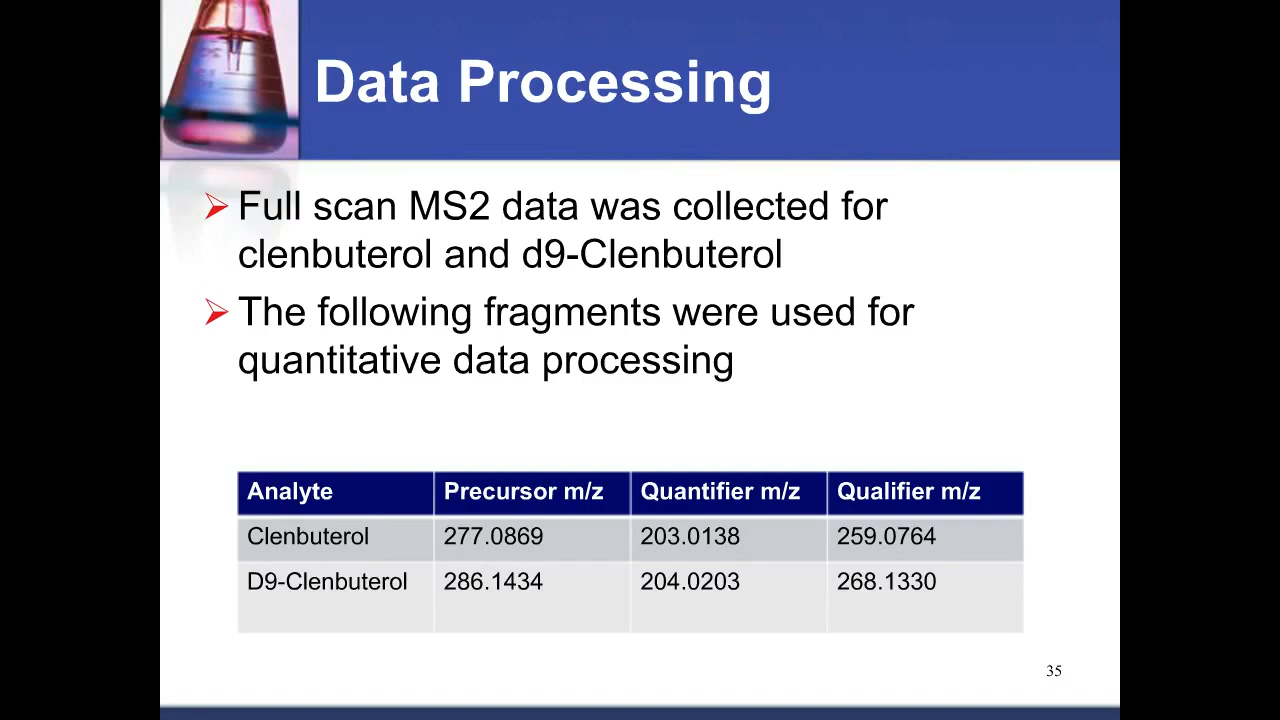 Data Processing
Full scan MS2 data was collected for
clenbuterol and d9-Clenbuterol
The following fragments were used for
quantitative data processing
Analyte Precursor m/z Quantifier m/z Qualifier m/z
Clenbuterol 277.0869 203.0138 259.0764
D9-Clenbuterol 286.1434 204.0203 268.1330
35